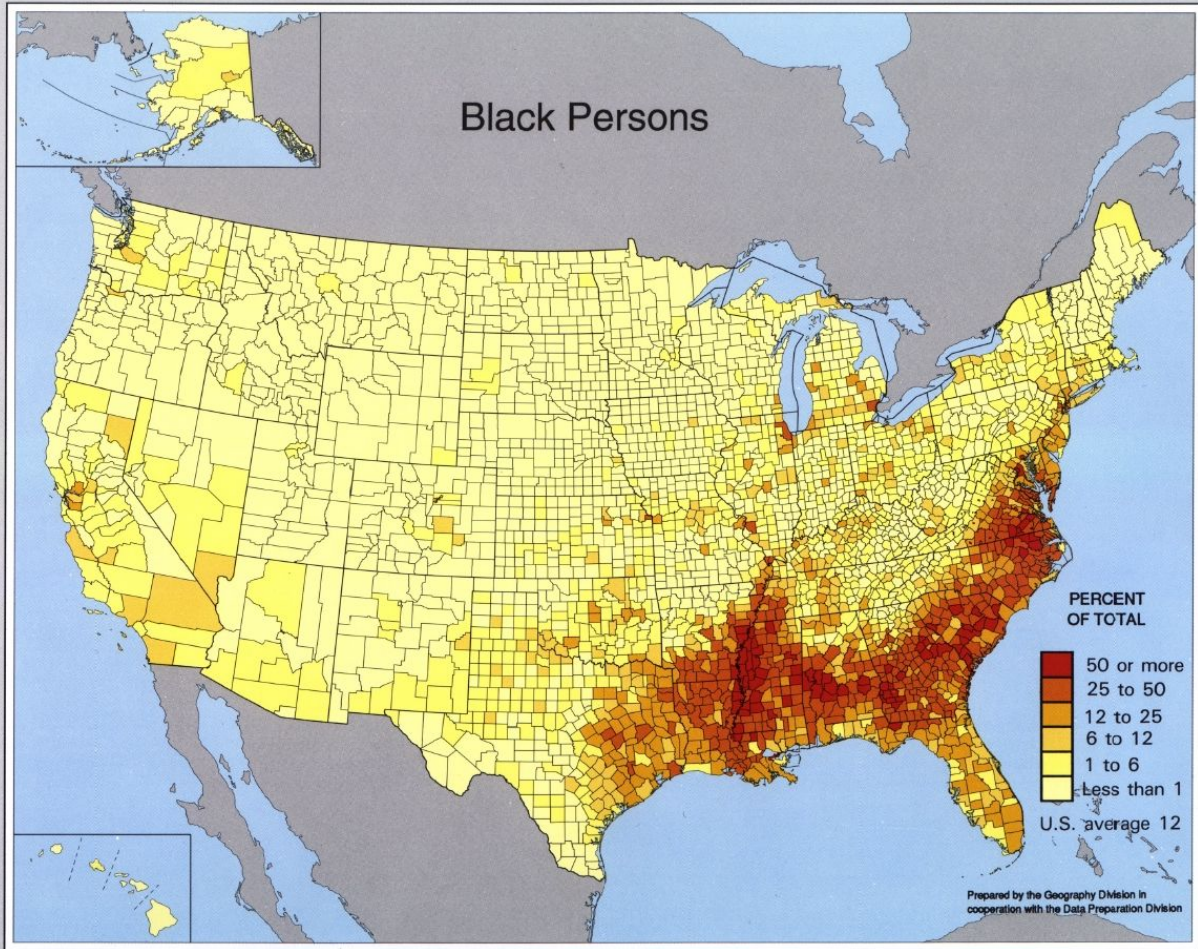 Black Persons
PERCENT
OF TOTAL
50 or more
25 to 50
12 to 25
6 to 12
1 to 6
Less than 1
U.S. average 12
Prepared by the Geography Division in
cooperation with the Data Preparation Division